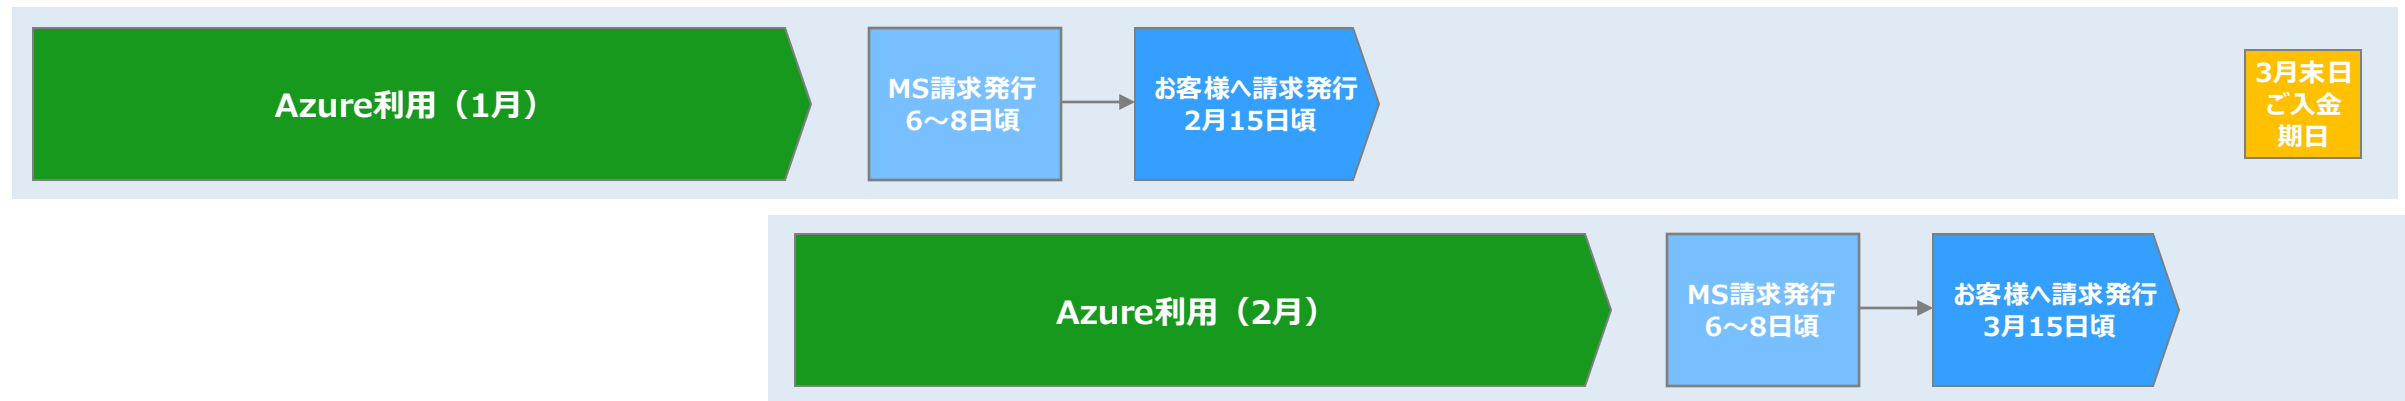 Azure利用（1月）
MS請求発行
6～8日頃
お客様へ請求発行
2月15日頃
3月末日
ご入金
期日
Azure利用（2月）
MS請求発行
6～8日頃
お客様へ請求発行
3月15日頃